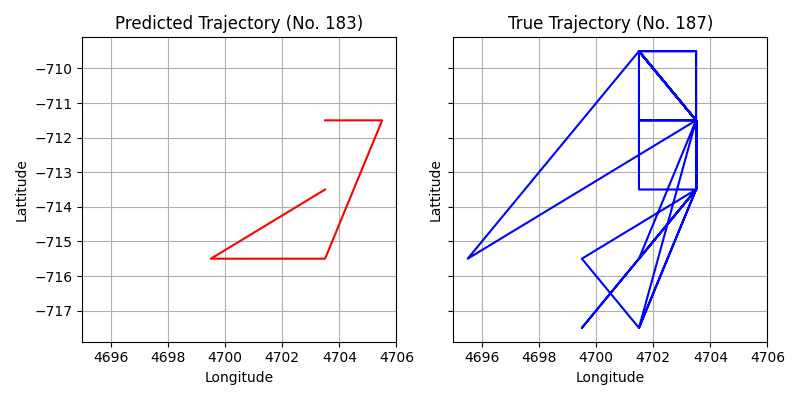 Predicted Trajectory (No. 183)
True Trajectory (No. 187)
Lattitude
−710
−711
−712
−713
−714
−715
−716
−717
4696 4698 4700 4702 4704 4706
Longitude
Lattitude
4696 4698 4700 4702 4704 4706
Longitude